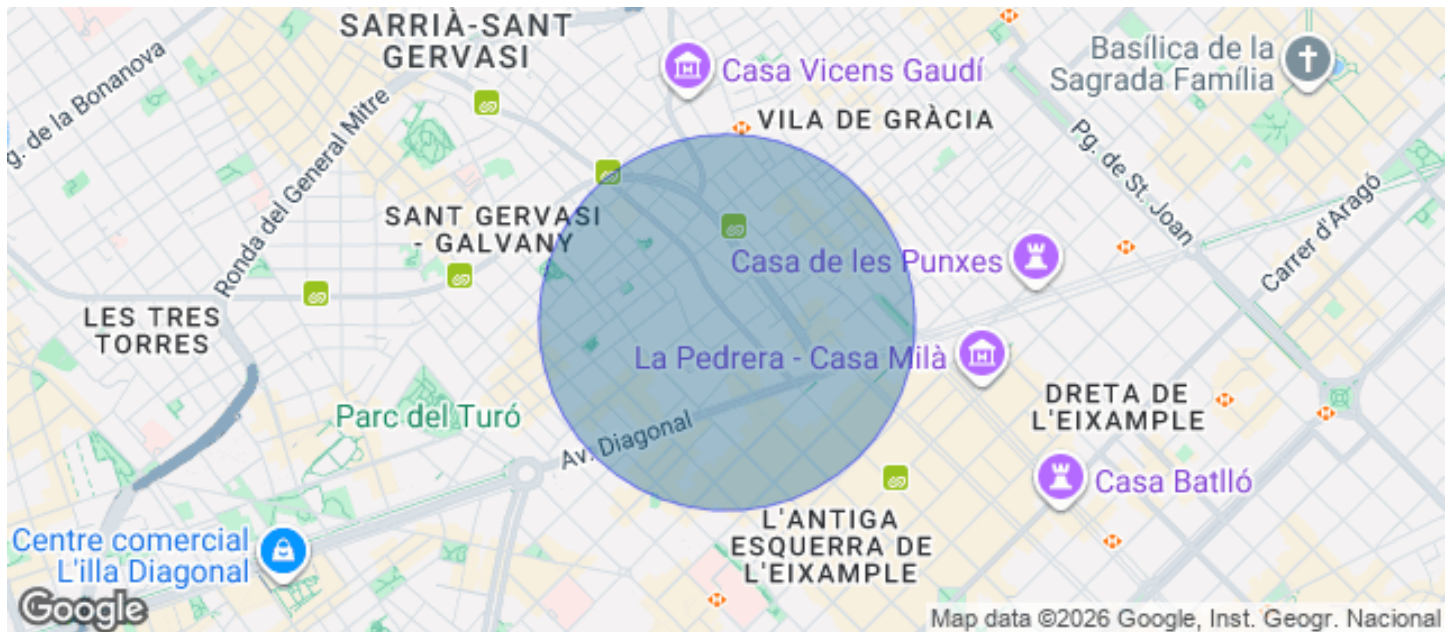 SARRIÀ-SANT
GERVASI
Casa Vicens Gaudí
Basílica de la
Sagrada Família
g. de la Bonanova
VILA DE GRÀCIA
Ronda del General Mitre
Pg. de St. Joan
Carrer d'Aragó
SANT GERVASI
- GALVANY
Casa de les Punxes
LES TRES
TORRES
La Pedrera - Casa Milà
Parc del Turó
Av. Diagonal
DRETA DE
L'EIXAMPLE
Casa Batlló
L'ANTIGA
ESQUERRA DE
L'EIXAMPLE
Centre comercial
L'illa Diagonal
Google
Map data ©2026 Google, Inst. Geogr. Nacional